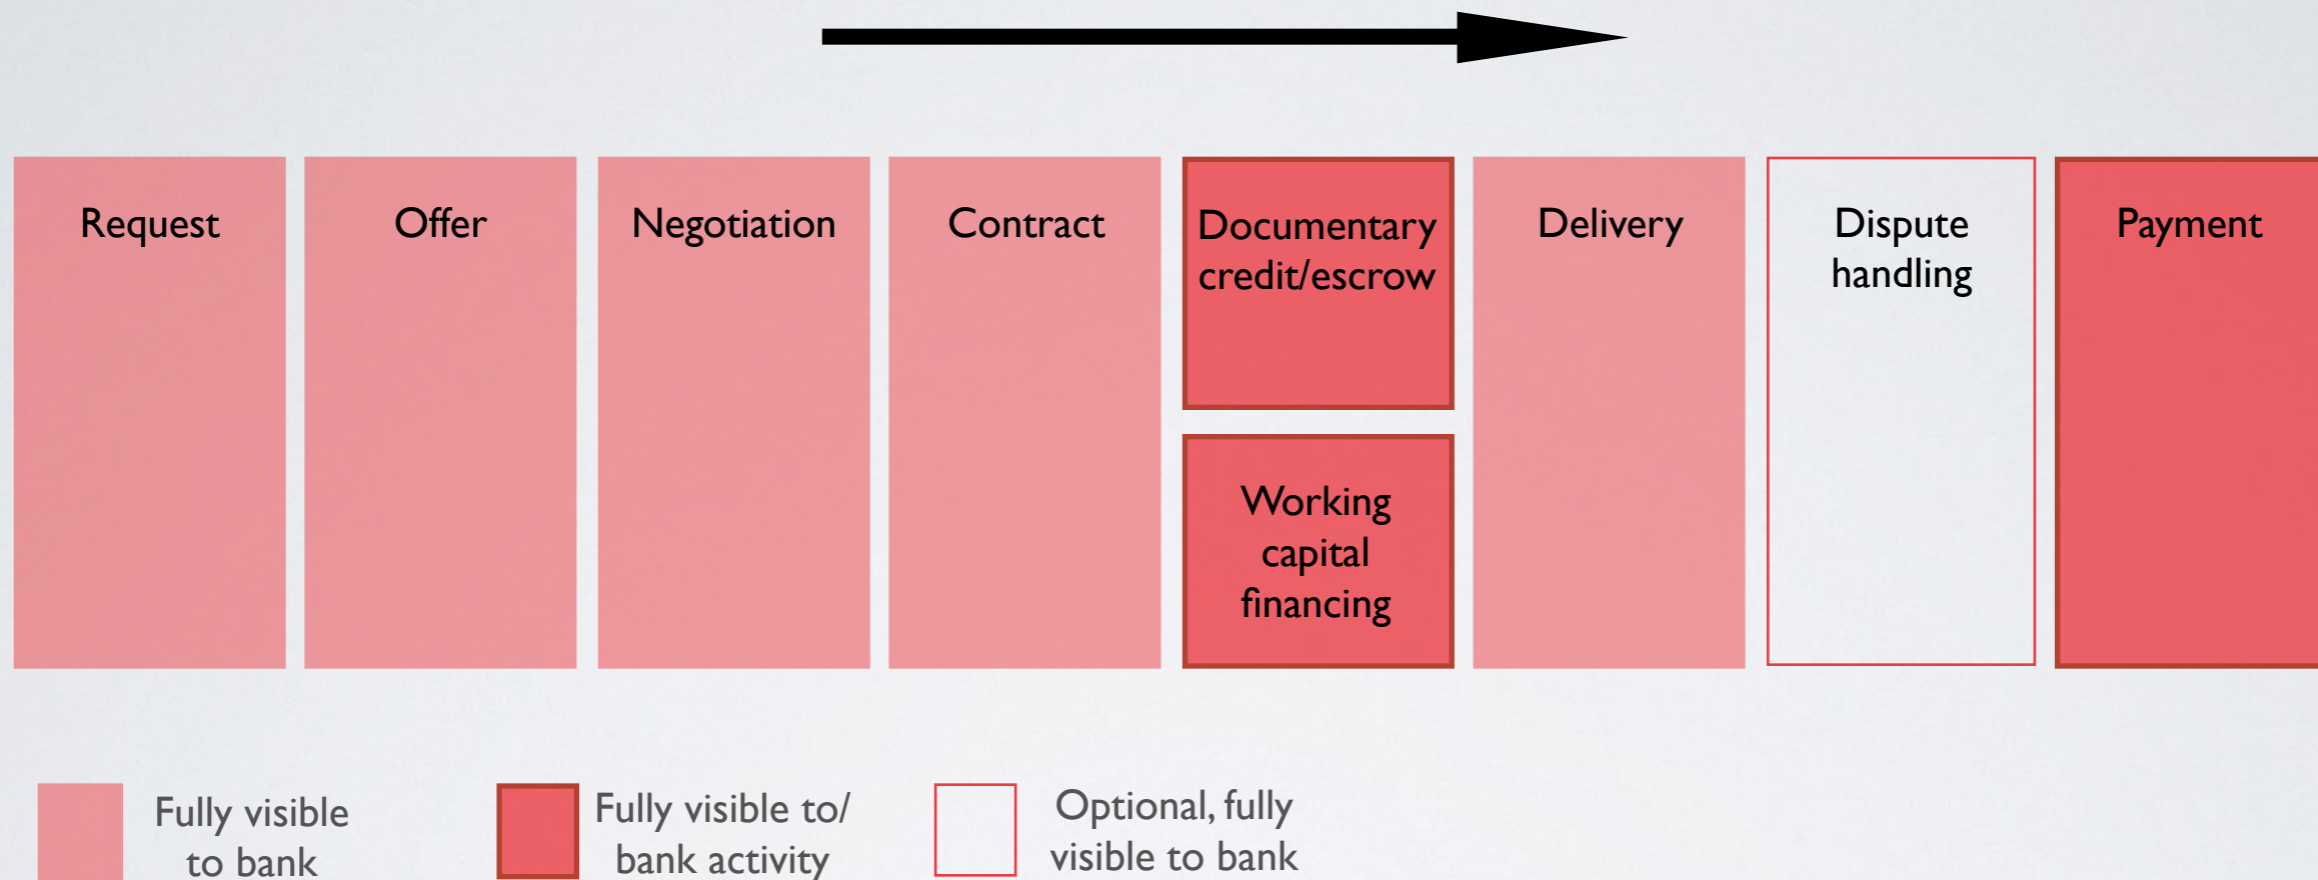 Request
Offer
Negotiation
Contract
Documentary
credit/escrow
Working
capital
financing
Delivery
Dispute
handling
Payment
Fully visible
to bank
Fully visible to/
bank activity
Optional, fully
visible to bank